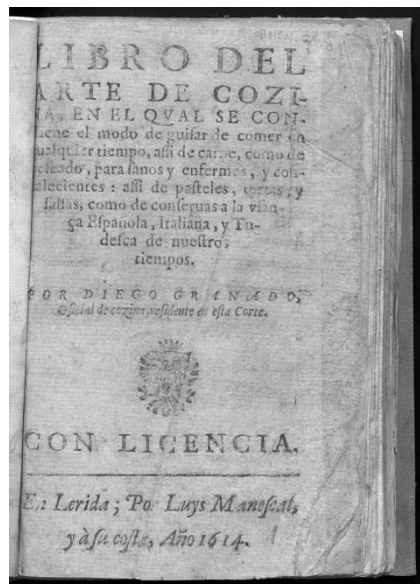 LIBRO DEL
ARTE DE COZI-
NA, EN EL QVAL SE CON-
tiene el modo de guisar de comer en
qualquier tiempo, assi de carne, como de
pescado, para sanos y enfermos, y con-
ualecientes: assi de pasteles, tortas, y
salsas, como de conseruas a la vsan-
ça Española, Italiana, y Tu-
desca de nuestros
tiempos.
POR DIEGO GRANADO,
Oficial de cozina residente en esta Corte.
CON LICENCIA.
En Lerida; Por Luys Manescal,
y à su costa, Año 1614.